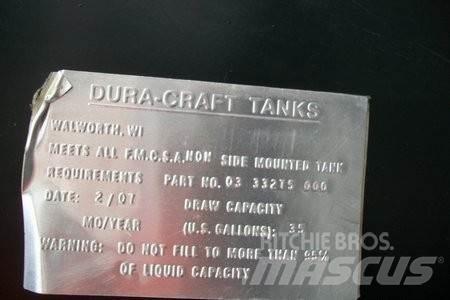 DURA-CRAFT TANKS
WALWORTH, WI
MEETS ALL F.M.C.S.A. NON SIDE MOUNTED TANK
REQUIREMENTS PART NO. 03 33275 000
DATE: 2/07 DRAW CAPACITY
MO/YEAR (U.S. GALLONS): 35
WARNING: DO NOT FILL TO MORE THAN 95%
OF LIQUID CAPACITY
RITCHIE BROS.
MASCUS